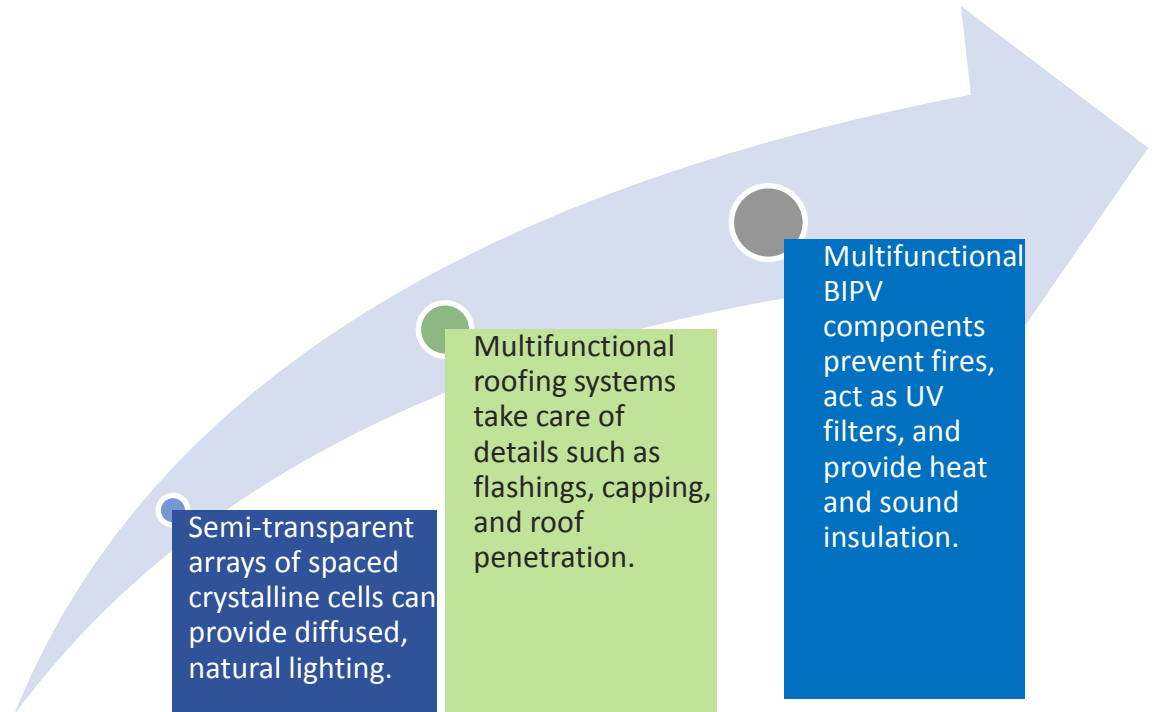 Semi-transparent
arrays of spaced
crystalline cells can
provide diffused,
natural lighting.
Multifunctional
roofing systems
take care of
details such as
flashings, capping,
and roof
penetration.
Multifunctional
BIPV
components
prevent fires,
act as UV
filters, and
provide heat
and sound
insulation.